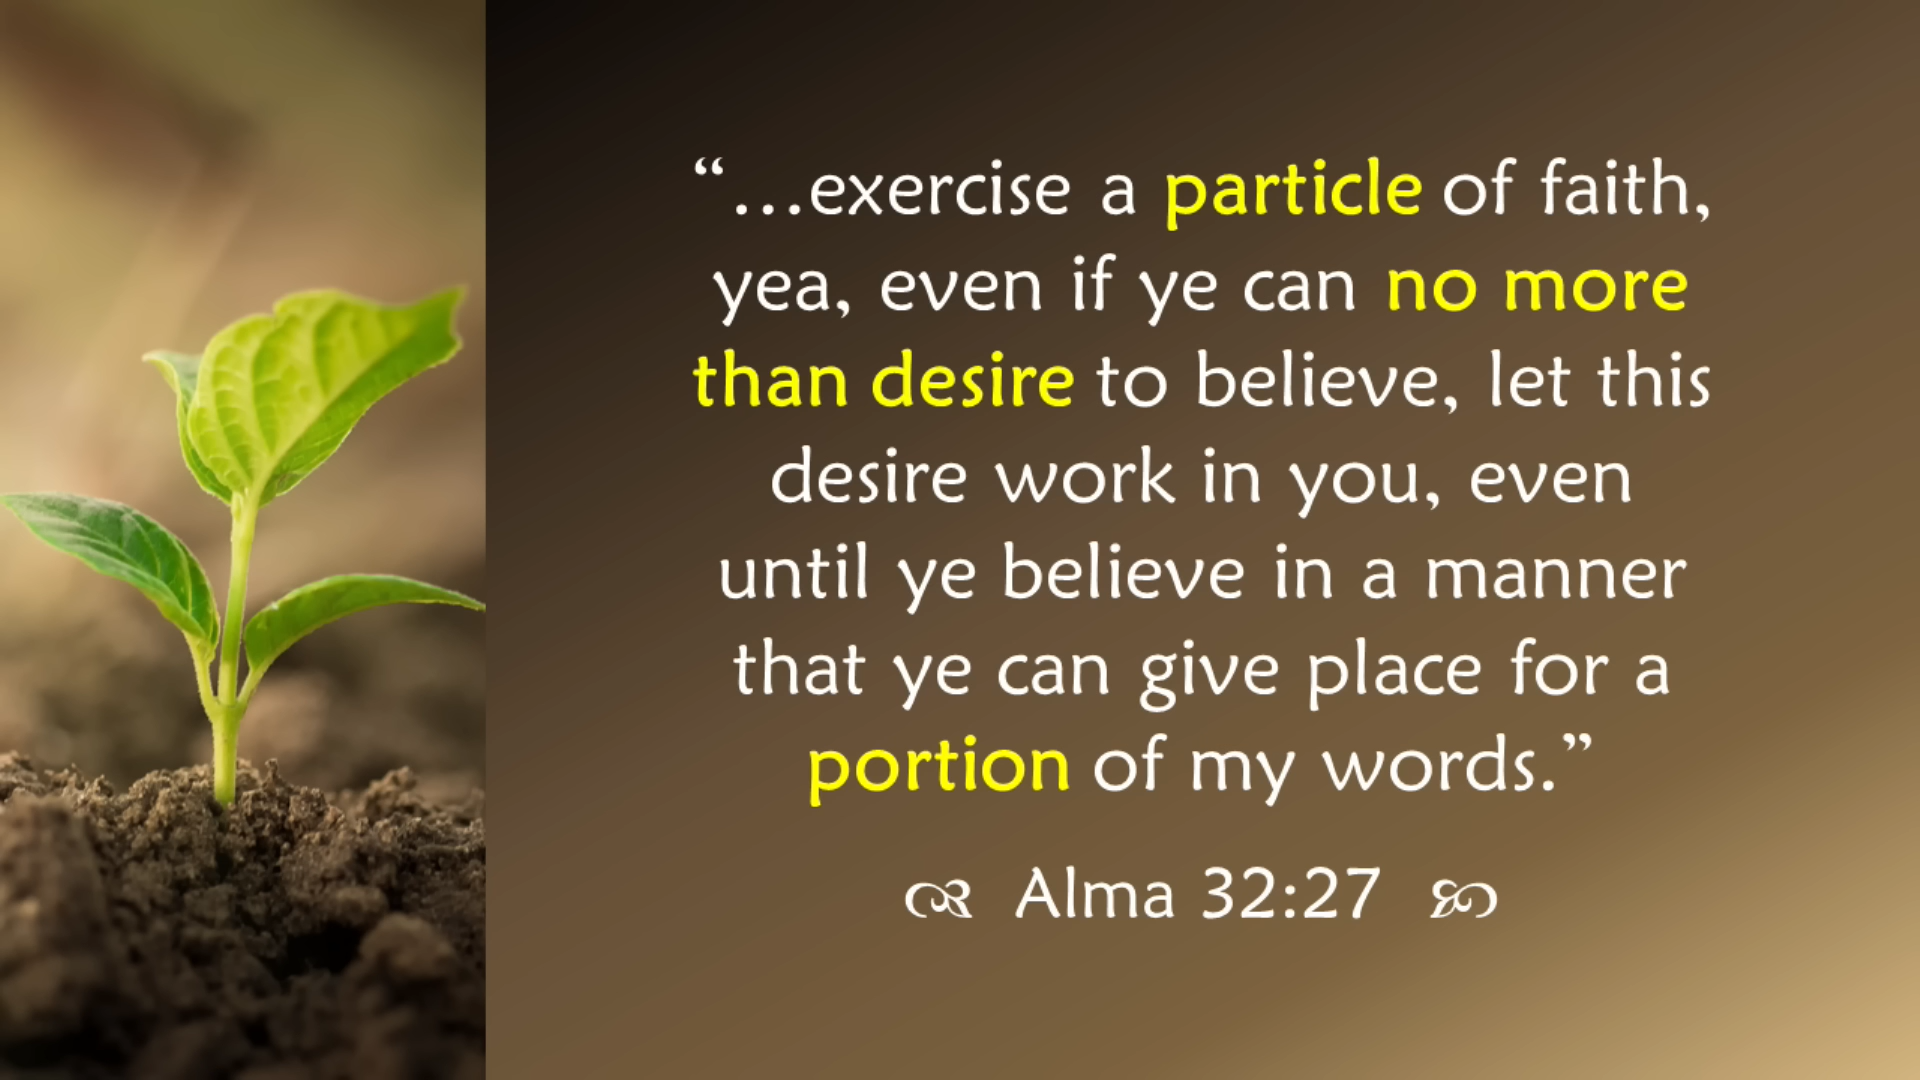 “…exercise a particle of faith,
yea, even if ye can no more
than desire to believe, let this
desire work in you, even
until ye believe in a manner
that ye can give place for a
portion of my words.”
Alma 32:27